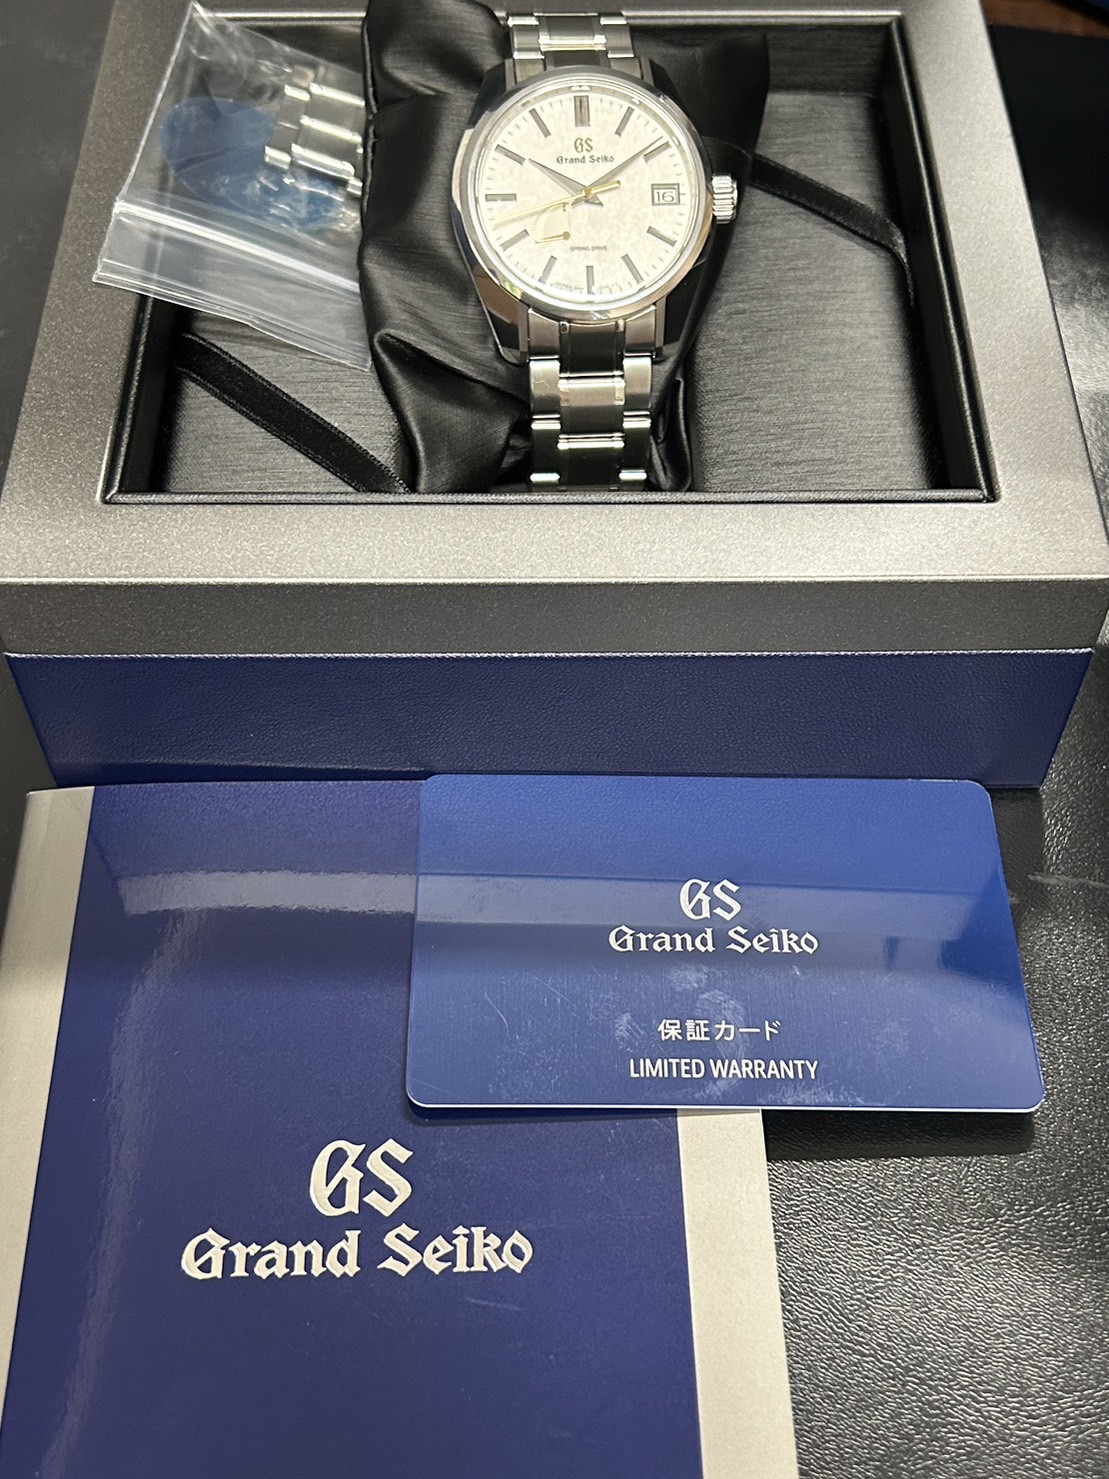 GS
Grand Seiko
16
SPRING DRIVE
GS
Grand Seiko
保証カード
LIMITED WARRANTY
GS
Grand Seiko